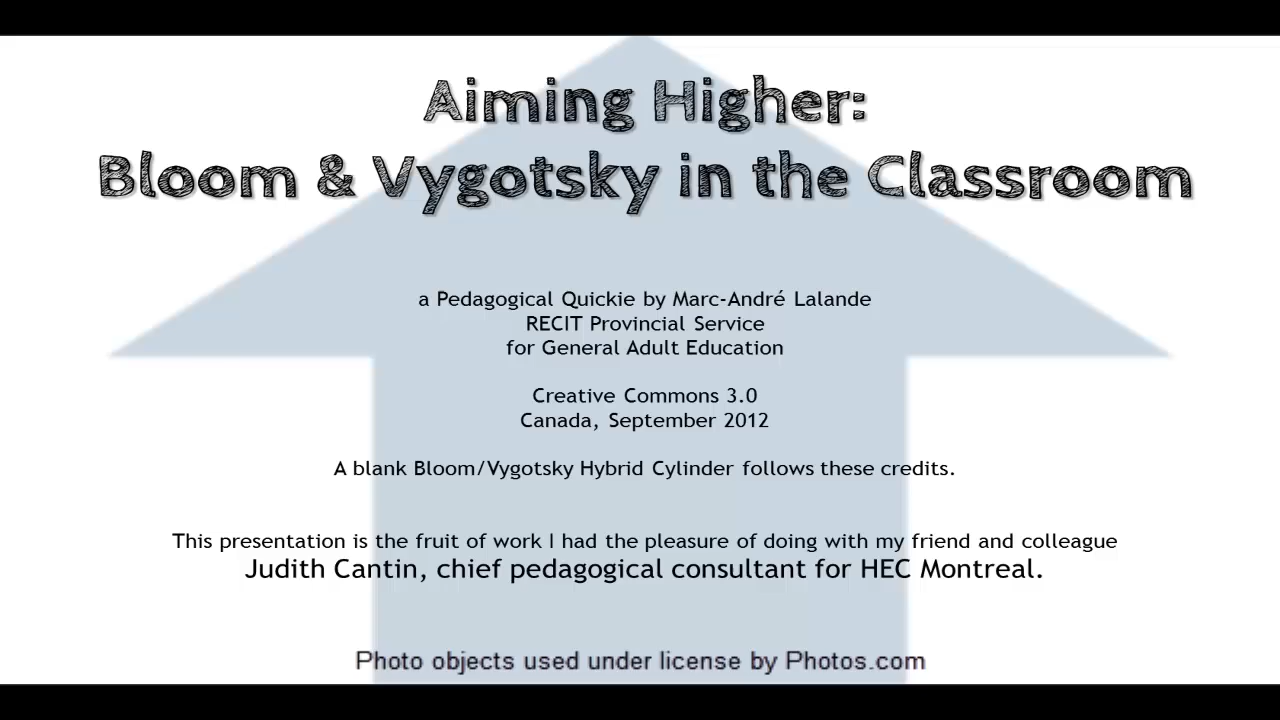 Aiming Higher:
Bloom & Vygotsky in the Classroom
a Pedagogical Quickie by Marc-André Lalande
RECIT Provincial Service
for General Adult Education
Creative Commons 3.0
Canada, September 2012
A blank Bloom/Vygotsky Hybrid Cylinder follows these credits.
This presentation is the fruit of work I had the pleasure of doing with my friend and colleague
Judith Cantin, chief pedagogical consultant for HEC Montreal.
Photo objects used under license by Photos.com